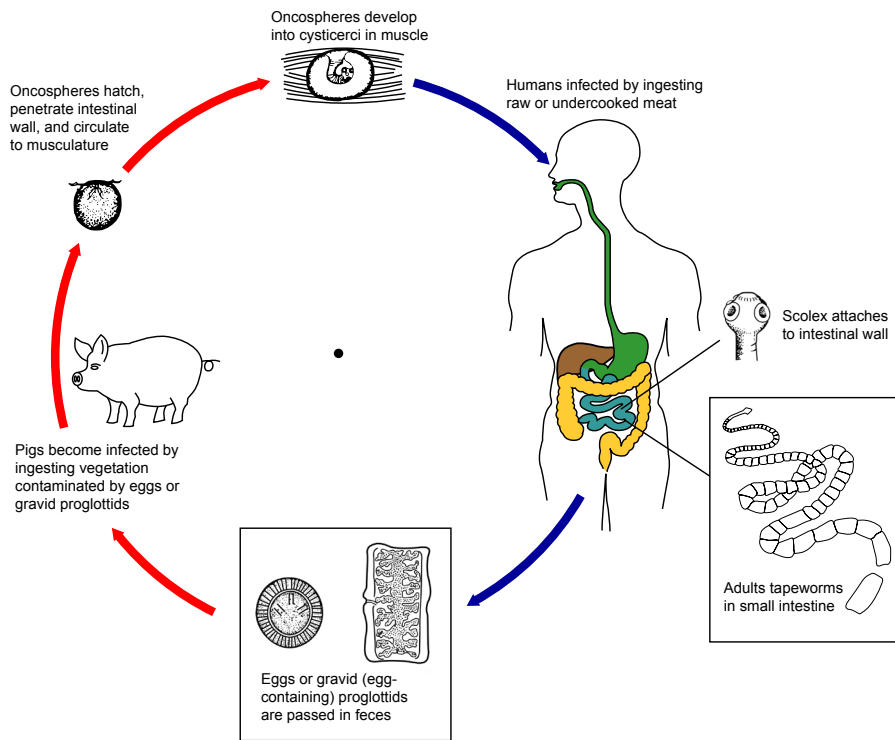 Oncospheres develop
into cysticerci in muscle
Oncospheres hatch,
penetrate intestinal
wall, and circulate
to musculature
Humans infected by ingesting
raw or undercooked meat
Scolex attaches
to intestinal wall
Pigs become infected by
ingesting vegetation
contaminated by eggs or
gravid proglottids
Adults tapeworms
in small intestine
Eggs or gravid (egg-
containing) proglottids
are passed in feces